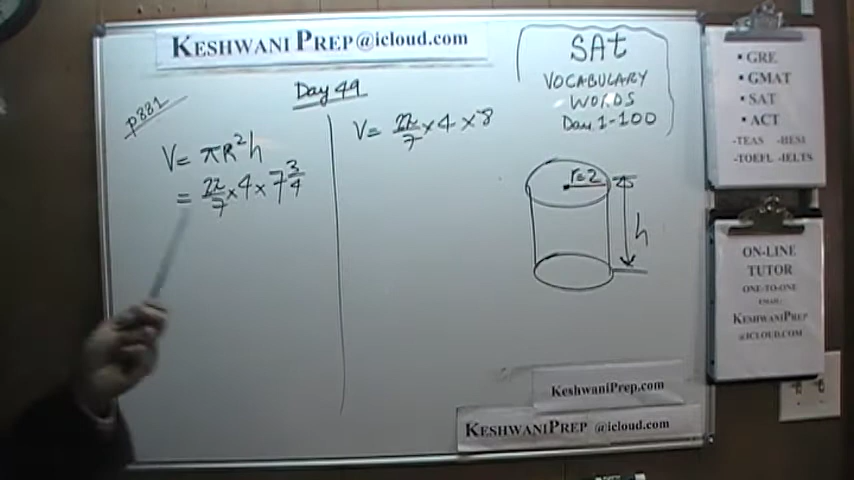 KESHWANI PREP@icloud.com
SAt
VOCABULARY
WORDS
Day 1-100
Day 49
p881
V= πR²h
= 22/7 × 4 × 7 3/4
V= 22/7 × 4 × 8
r=2
h
• GRE
• GMAT
• SAT
• ACT
-TEAS -HESI
-TOEFL -IELTS
ON-LINE
TUTOR
ONE-TO-ONE
EMAIL:
KESHWANIPREP
@ICLOUD.COM
KeshwaniPrep.com
KESHWANIPREP @icloud.com